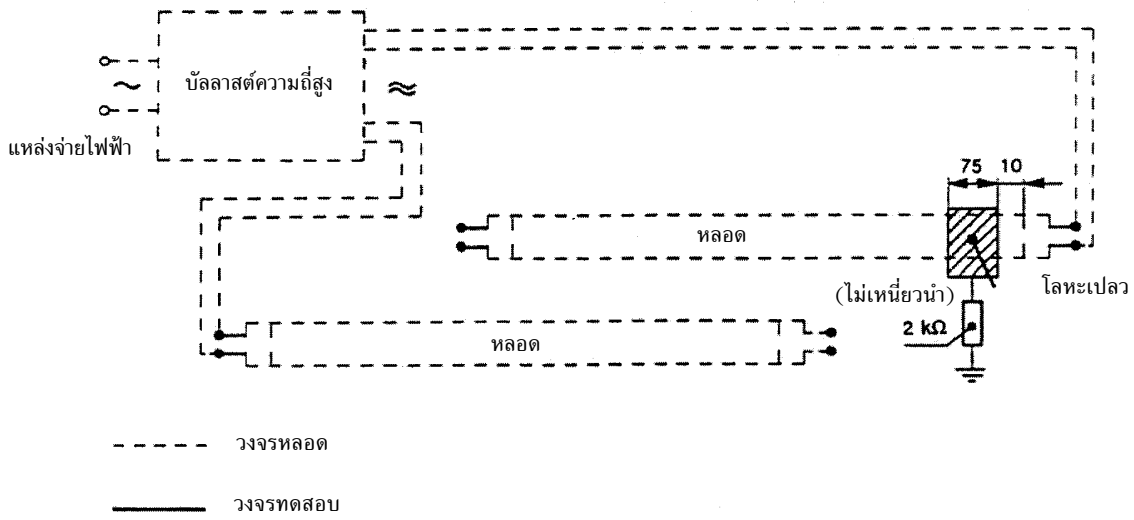 บัลลาสต์ความถี่สูง
~
≈
แหล่งจ่ายไฟฟ้า
75 10
หลอด
(ไม่เหนี่ยวนำ)
โลหะเปลว
2 kΩ
หลอด
วงจรหลอด
วงจรทดสอบ